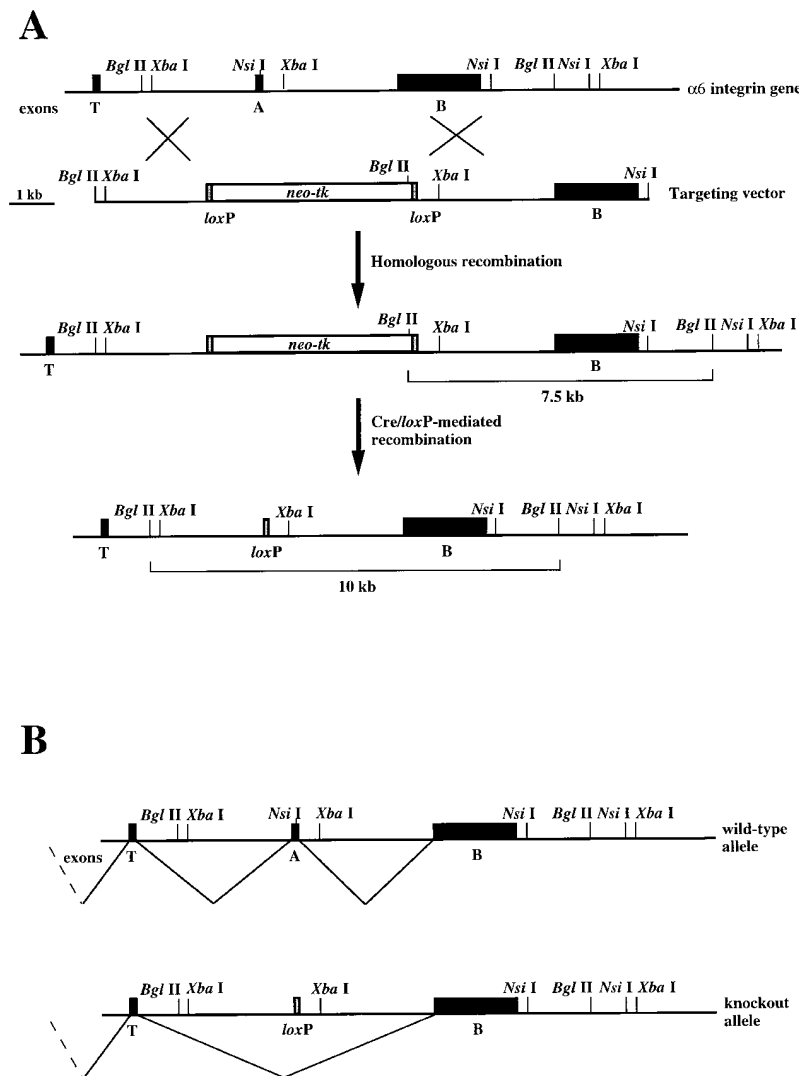 A
Bgl II Xba I Nsi I Xba I Nsi I Bgl II Nsi I Xba I
exons T A B α6 integrin gene
Bgl II Xba I Bgl II Xba I Nsi I
1 kb neo-tk Targeting vector
loxP loxP B
Homologous recombination
Bgl II Xba I Bgl II Xba I Nsi I Bgl II Nsi I Xba I
neo-tk
T B
7.5 kb
Cre/loxP-mediated
recombination
Bgl II Xba I Xba I Nsi I Bgl II Nsi I Xba I
T loxP B
10 kb
B
Bgl II Xba I Nsi I Xba I Nsi I Bgl II Nsi I Xba I
wild-type
allele
exons T A B
Bgl II Xba I Xba I Nsi I Bgl II Nsi I Xba I
knockout
allele
T loxP B